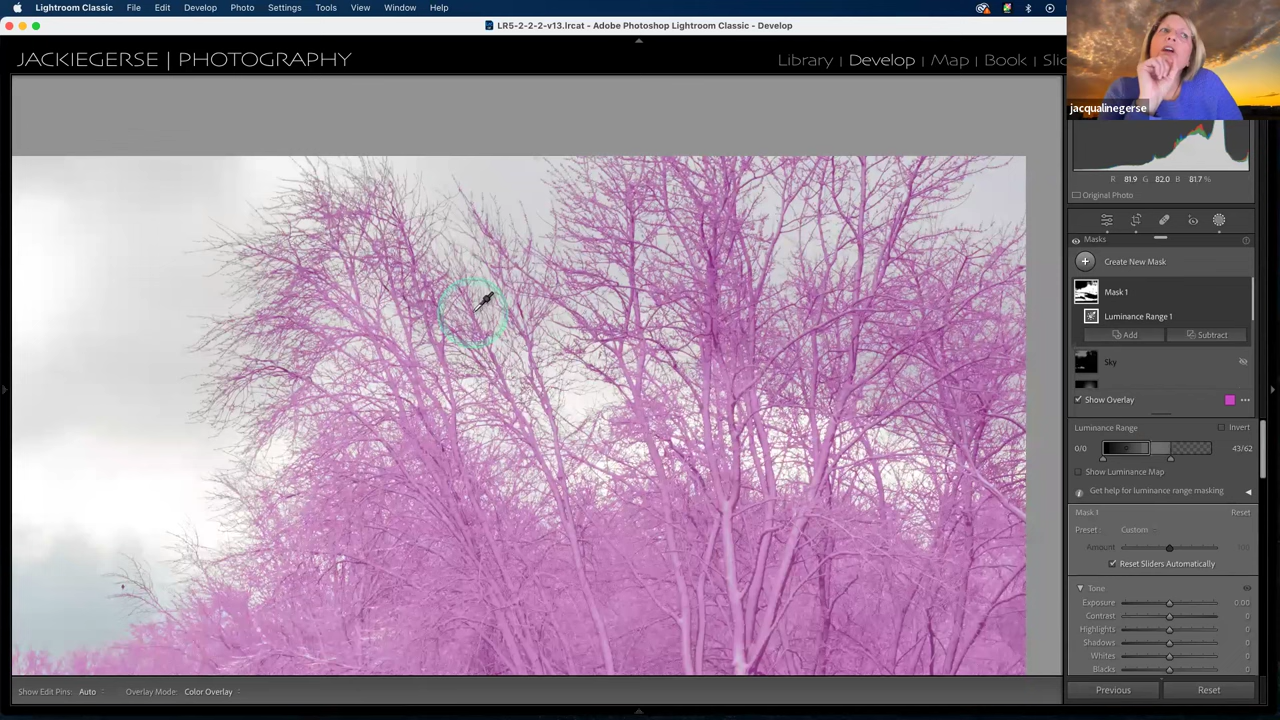 Lightroom Classic File Edit Photo Develop Settings Tools View Window Help
LR5-2-2-2-v13.lrcat - Adobe Photoshop Lightroom Classic - Develop
JACKIEGERSE | PHOTOGRAPHY
Library | Develop | Map | Book | Slic
jacqualinegerse
R 81.9 G 82.0 B 81.7 %
Original Photo
Masks
Create New Mask
Mask 1
Luminance Range 1
Add Subtract
Sky
Show Overlay
Luminance Range Invert
0/0 43/62
Show Luminance Map
Get help for luminance range masking
Mask 1 Reset
Preset: Custom
Amount 100
Reset Sliders Automatically
Tone
Exposure 0.00
Contrast 0
Highlights 0
Shadows 0
Whites 0
Blacks 0
Show Edit Pins: Auto Overlay Mode: Color Overlay
Previous Reset